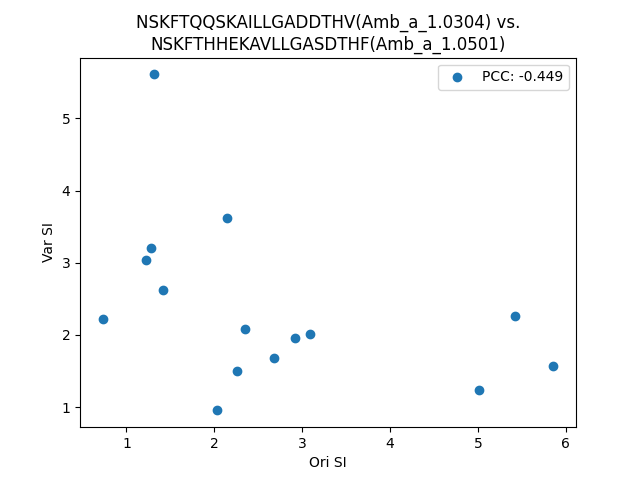 NSKFTQQSKAILLGADDTHV(Amb_a_1.0304) vs.
NSKFTHHEKAVLLGASDTHF(Amb_a_1.0501)
PCC: -0.449
5
4
3
2
1
Var SI
1 2 3 4 5 6
Ori SI